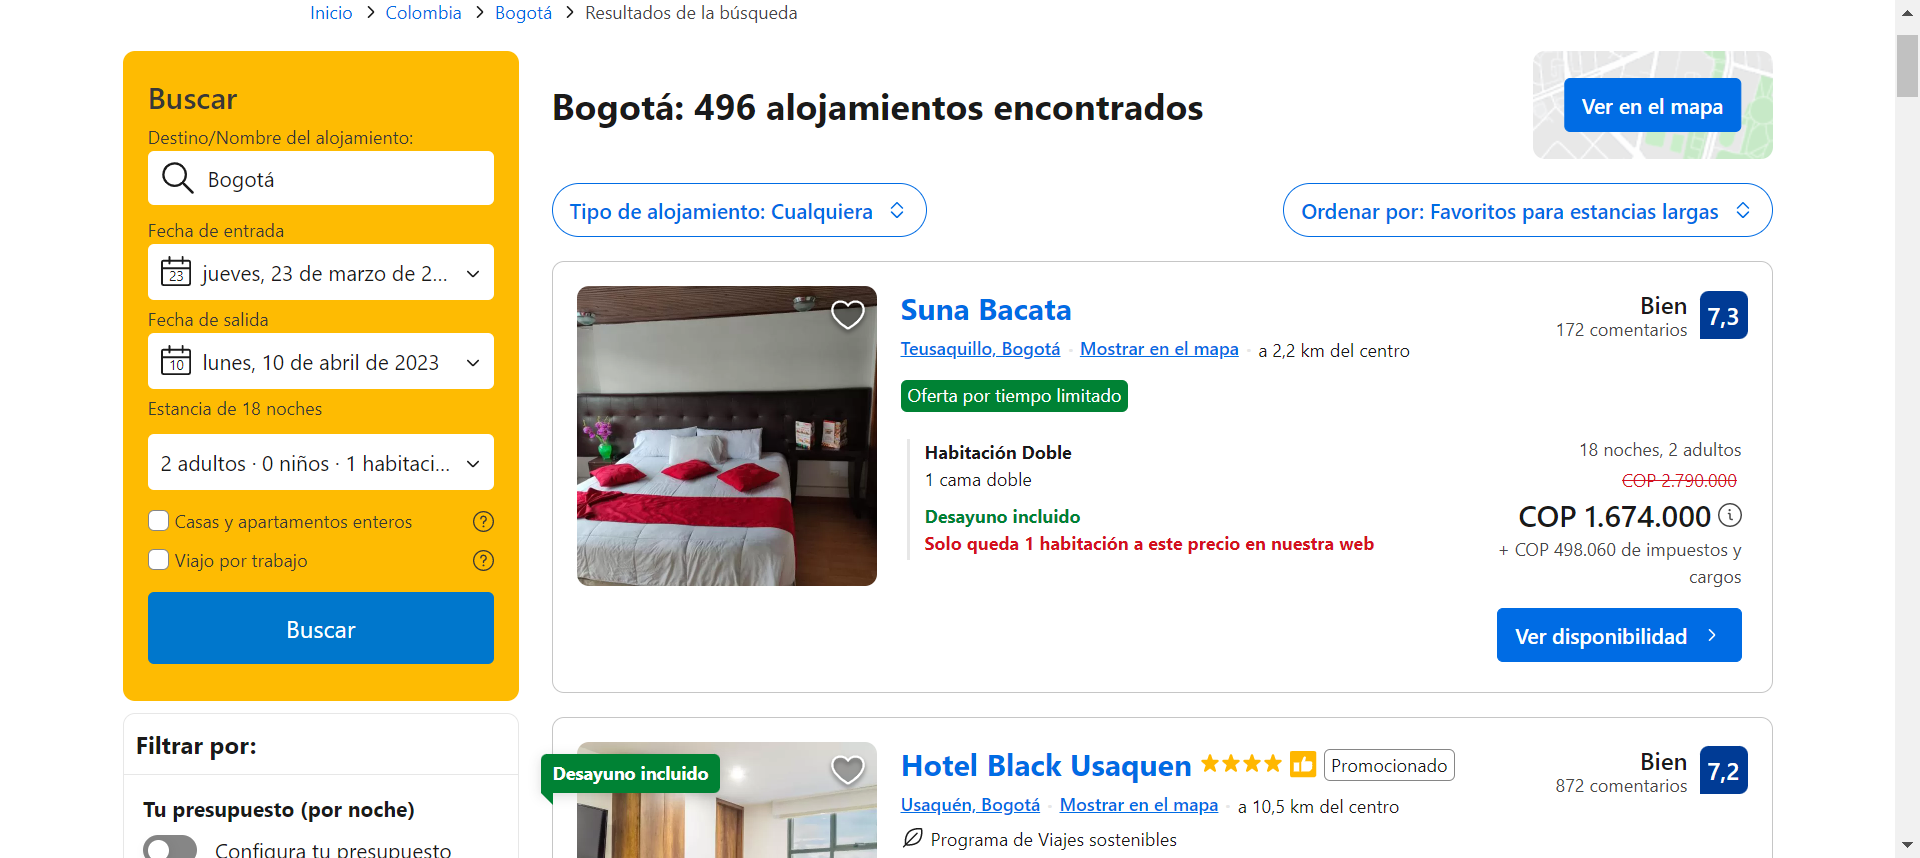 Inicio > Colombia > Bogotá > Resultados de la búsqueda
Buscar
Destino/Nombre del alojamiento:
Bogotá
Fecha de entrada
23 jueves, 23 de marzo de 2...
Fecha de salida
10 lunes, 10 de abril de 2023
Estancia de 18 noches
2 adultos · 0 niños · 1 habitaci...
Casas y apartamentos enteros
Viajo por trabajo
Buscar
Filtrar por:
Tu presupuesto (por noche)
Configura tu presupuesto
Bogotá: 496 alojamientos encontrados
Ver en el mapa
Tipo de alojamiento: Cualquiera
Ordenar por: Favoritos para estancias largas
Suna Bacata
Teusaquillo, Bogotá · Mostrar en el mapa · a 2,2 km del centro
Oferta por tiempo limitado
Habitación Doble
1 cama doble
Desayuno incluido
Solo queda 1 habitación a este precio en nuestra web
Bien
172 comentarios
7,3
18 noches, 2 adultos
COP 2.790.000
COP 1.674.000
+ COP 498.060 de impuestos y
cargos
Ver disponibilidad
Desayuno incluido
Hotel Black Usaquen
Promocionado
Usaquén, Bogotá · Mostrar en el mapa · a 10,5 km del centro
Programa de Viajes sostenibles
Bien
872 comentarios
7,2